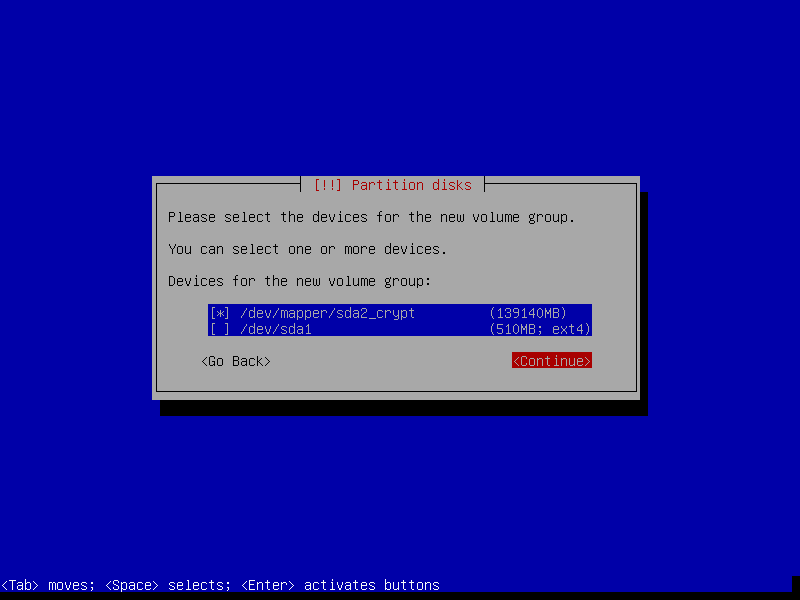 [!!] Partition disks
Please select the devices for the new volume group.
You can select one or more devices.
Devices for the new volume group:
[*] /dev/mapper/sda2_crypt (139140MB)
[ ] /dev/sda1 (510MB; ext4)
<Go Back> <Continue>
<Tab> moves; <Space> selects; <Enter> activates buttons